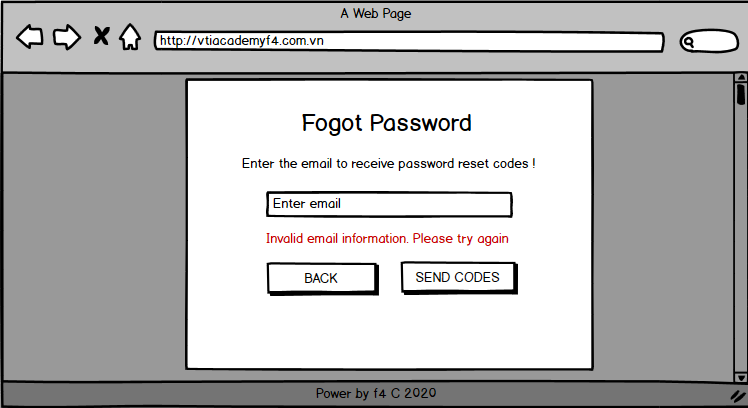 A Web Page
http://vtiacademyf4.com.vn
Fogot Password
Enter the email to receive password reset codes !
Enter email
Invalid email information. Please try again
BACK
SEND CODES
Power by f4 C 2020